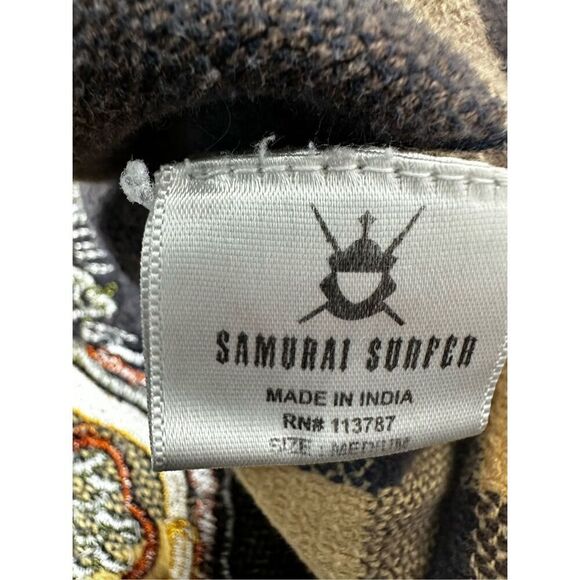 SAMURAI SURFER
MADE IN INDIA
RN# 113787
SIZE : MEDIUM